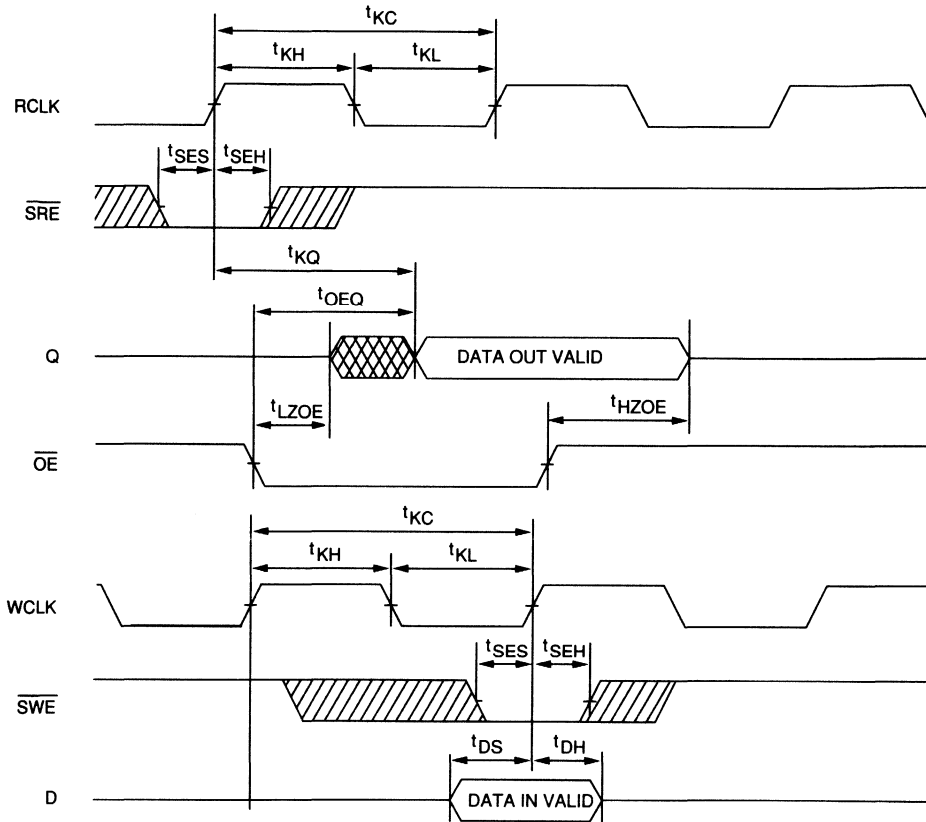 tKC
tKH tKL
RCLK
tSES tSEH
SRE
tKQ
tOEQ
Q DATA OUT VALID
tLZOE tHZOE
OE
tKC
tKH tKL
WCLK
tSES tSEH
SWE
tDS tDH
D DATA IN VALID